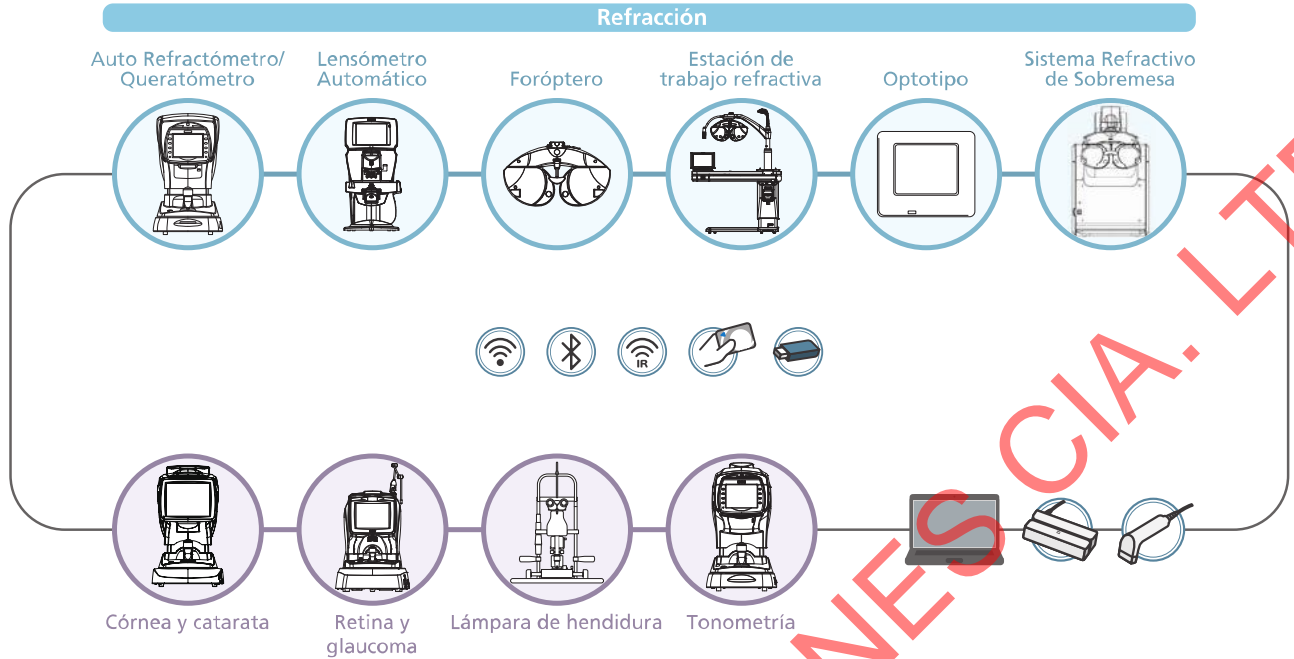 Refracción
Auto Refractómetro/
Queratómetro
Lensómetro
Automático
Foróptero
Estación de
trabajo refractiva
Optotipo
Sistema Refractivo
de Sobremesa
IR
Córnea y catarata
Retina y
glaucoma
Lámpara de hendidura
Tonometría
NES CIA. LT